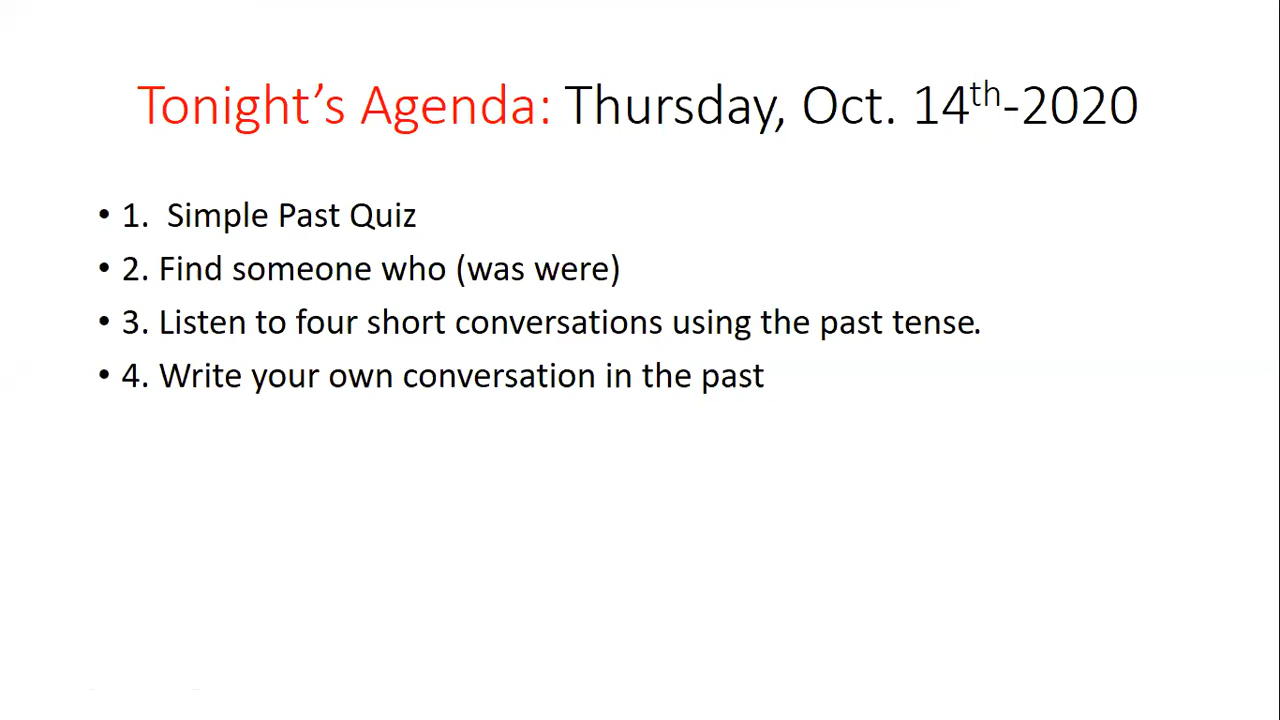 Tonight’s Agenda: Thursday, Oct. 14th-2020
• 1.  Simple Past Quiz
• 2. Find someone who (was were)
• 3. Listen to four short conversations using the past tense.
• 4. Write your own conversation in the past